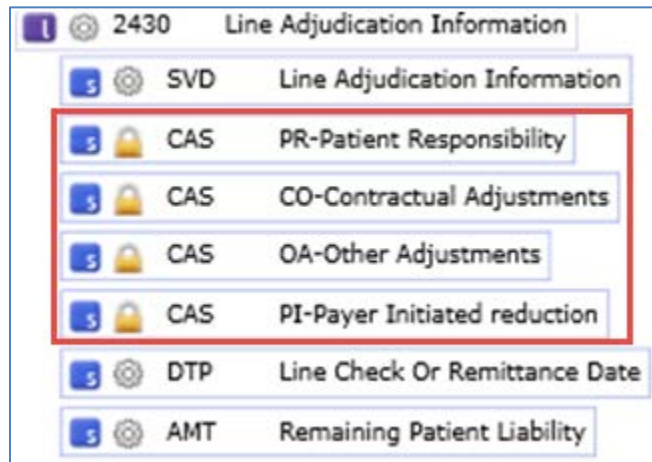 l 2430 Line Adjudication Information
s SVD Line Adjudication Information
s CAS PR-Patient Responsibility
s CAS CO-Contractual Adjustments
s CAS OA-Other Adjustments
s CAS PI-Payer Initiated reduction
s DTP Line Check Or Remittance Date
s AMT Remaining Patient Liability